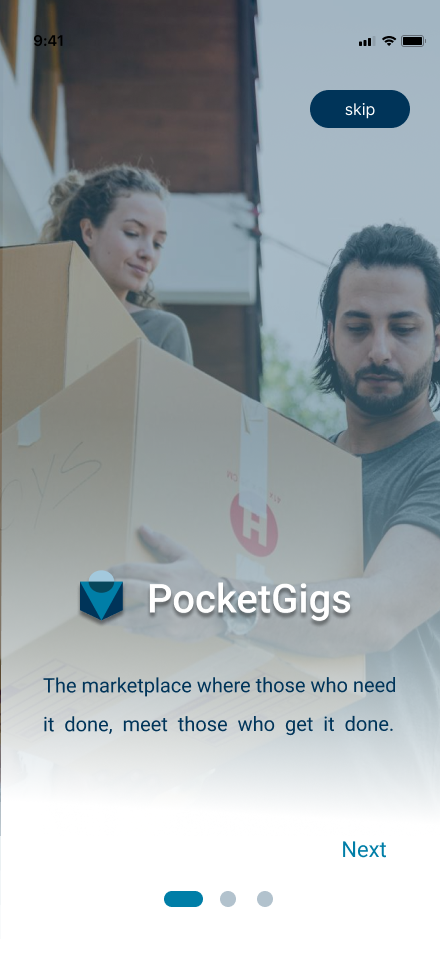 9:41
skip
OYS
H
PocketGigs
The marketplace where those who need
it done, meet those who get it done.
Next